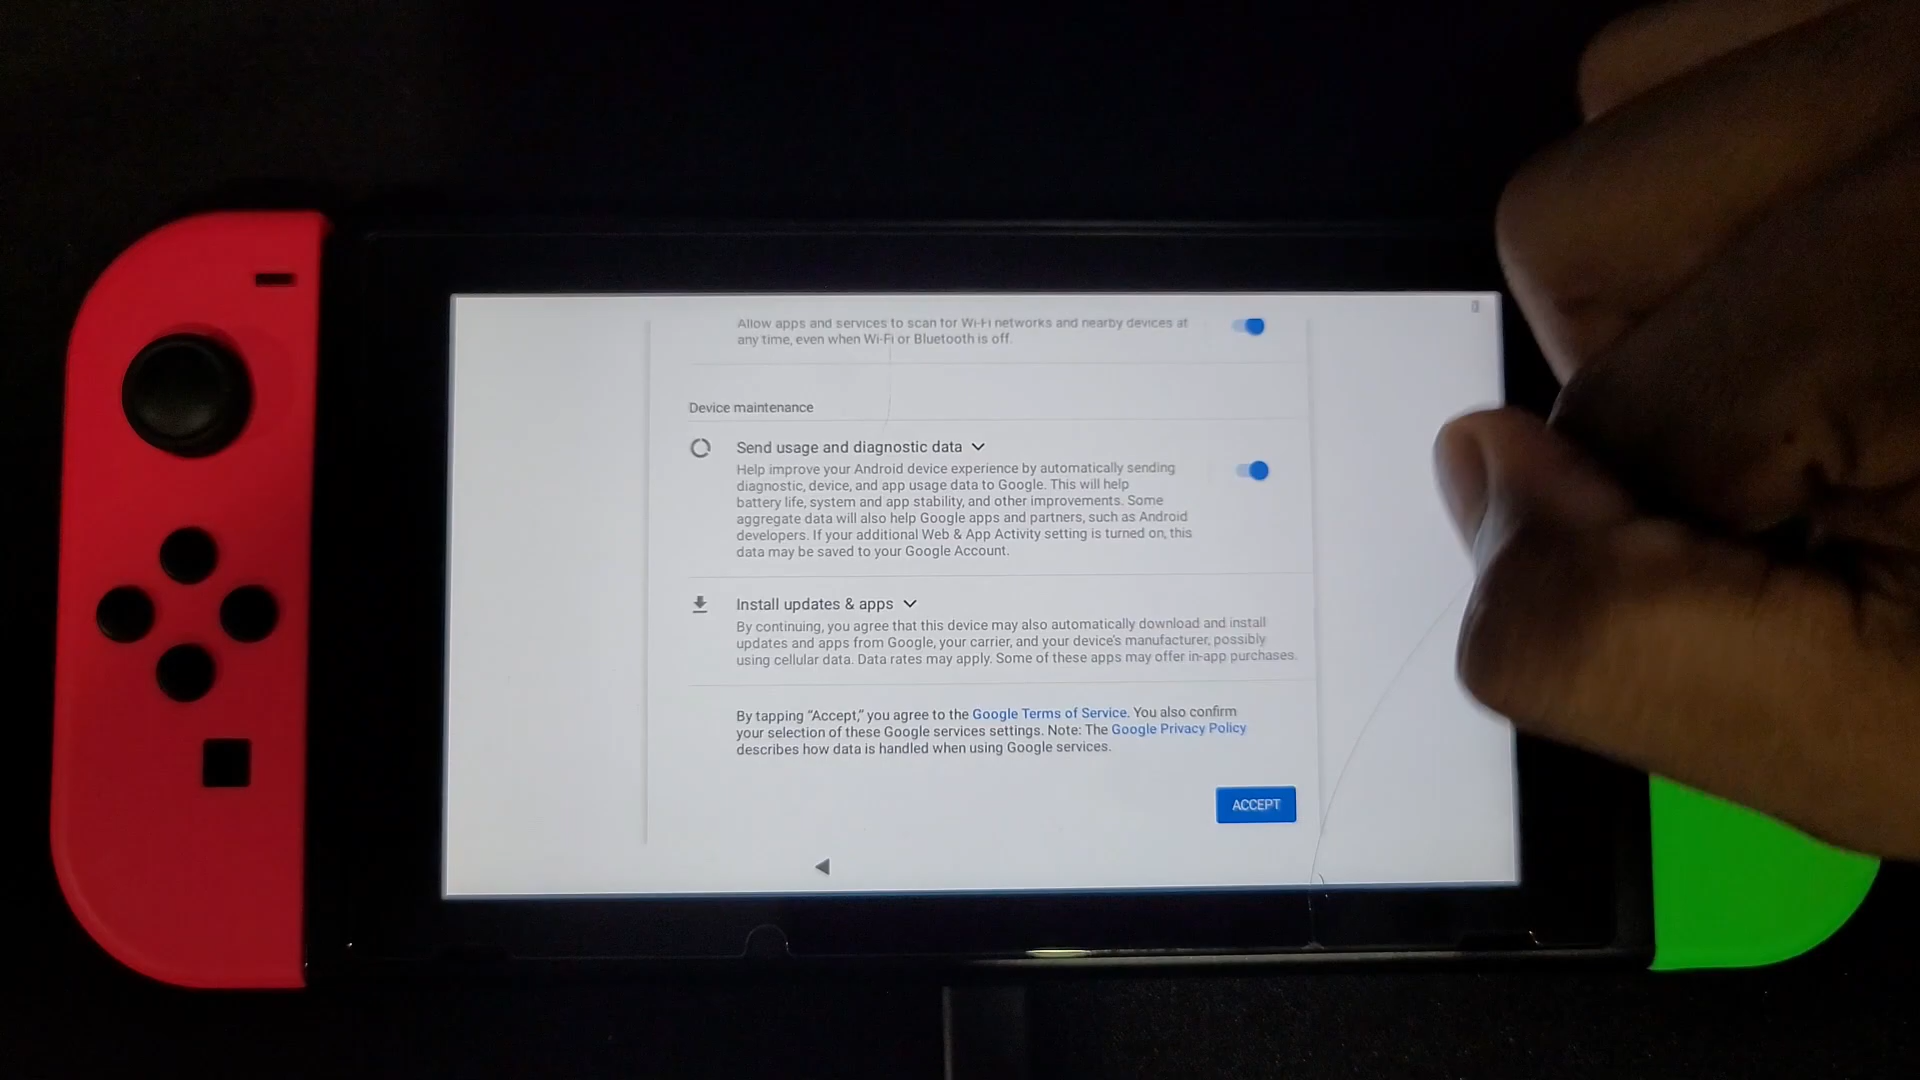 Allow apps and services to scan for Wi-Fi networks and nearby devices at
any time, even when Wi-Fi or Bluetooth is off.
Device maintenance
Send usage and diagnostic data
Help improve your Android device experience by automatically sending
diagnostic, device, and app usage data to Google. This will help
battery life, system and app stability, and other improvements. Some
aggregate data will also help Google apps and partners, such as Android
developers. If your additional Web & App Activity setting is turned on, this
data may be saved to your Google Account.
Install updates & apps
By continuing, you agree that this device may also automatically download and install
updates and apps from Google, your carrier, and your device's manufacturer, possibly
using cellular data. Data rates may apply. Some of these apps may offer in-app purchases.
By tapping “Accept,” you agree to the Google Terms of Service. You also confirm
your selection of these Google services settings. Note: The Google Privacy Policy
describes how data is handled when using Google services.
ACCEPT